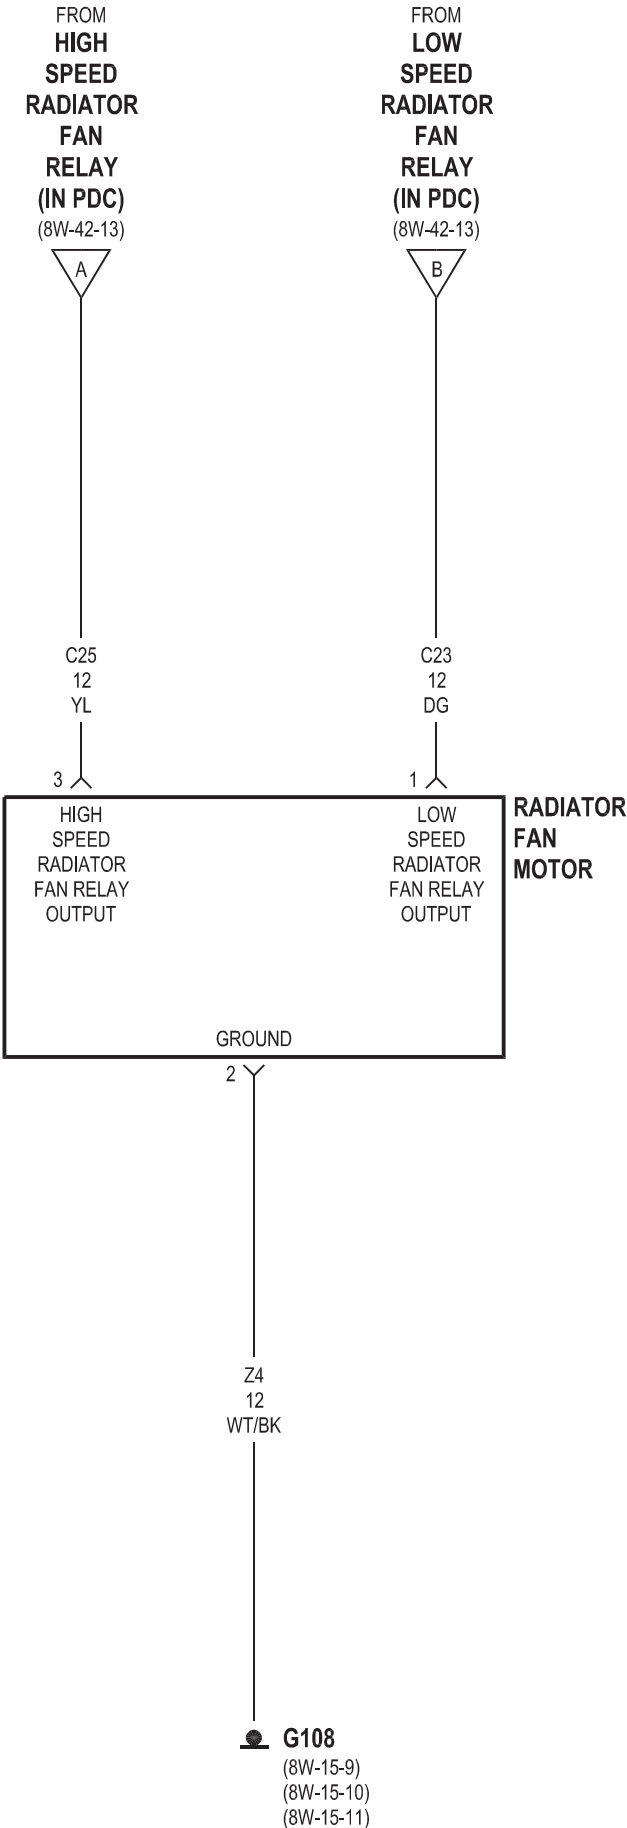 FROM
HIGH
SPEED
RADIATOR
FAN
RELAY
(IN PDC)
(8W-42-13)
A
FROM
LOW
SPEED
RADIATOR
FAN
RELAY
(IN PDC)
(8W-42-13)
B
C25
12
YL
C23
12
DG
3
1
HIGH
SPEED
RADIATOR
FAN RELAY
OUTPUT
LOW
SPEED
RADIATOR
FAN RELAY
OUTPUT
RADIATOR
FAN
MOTOR
GROUND
2
Z4
12
WT/BK
G108
(8W-15-9)
(8W-15-10)
(8W-15-11)